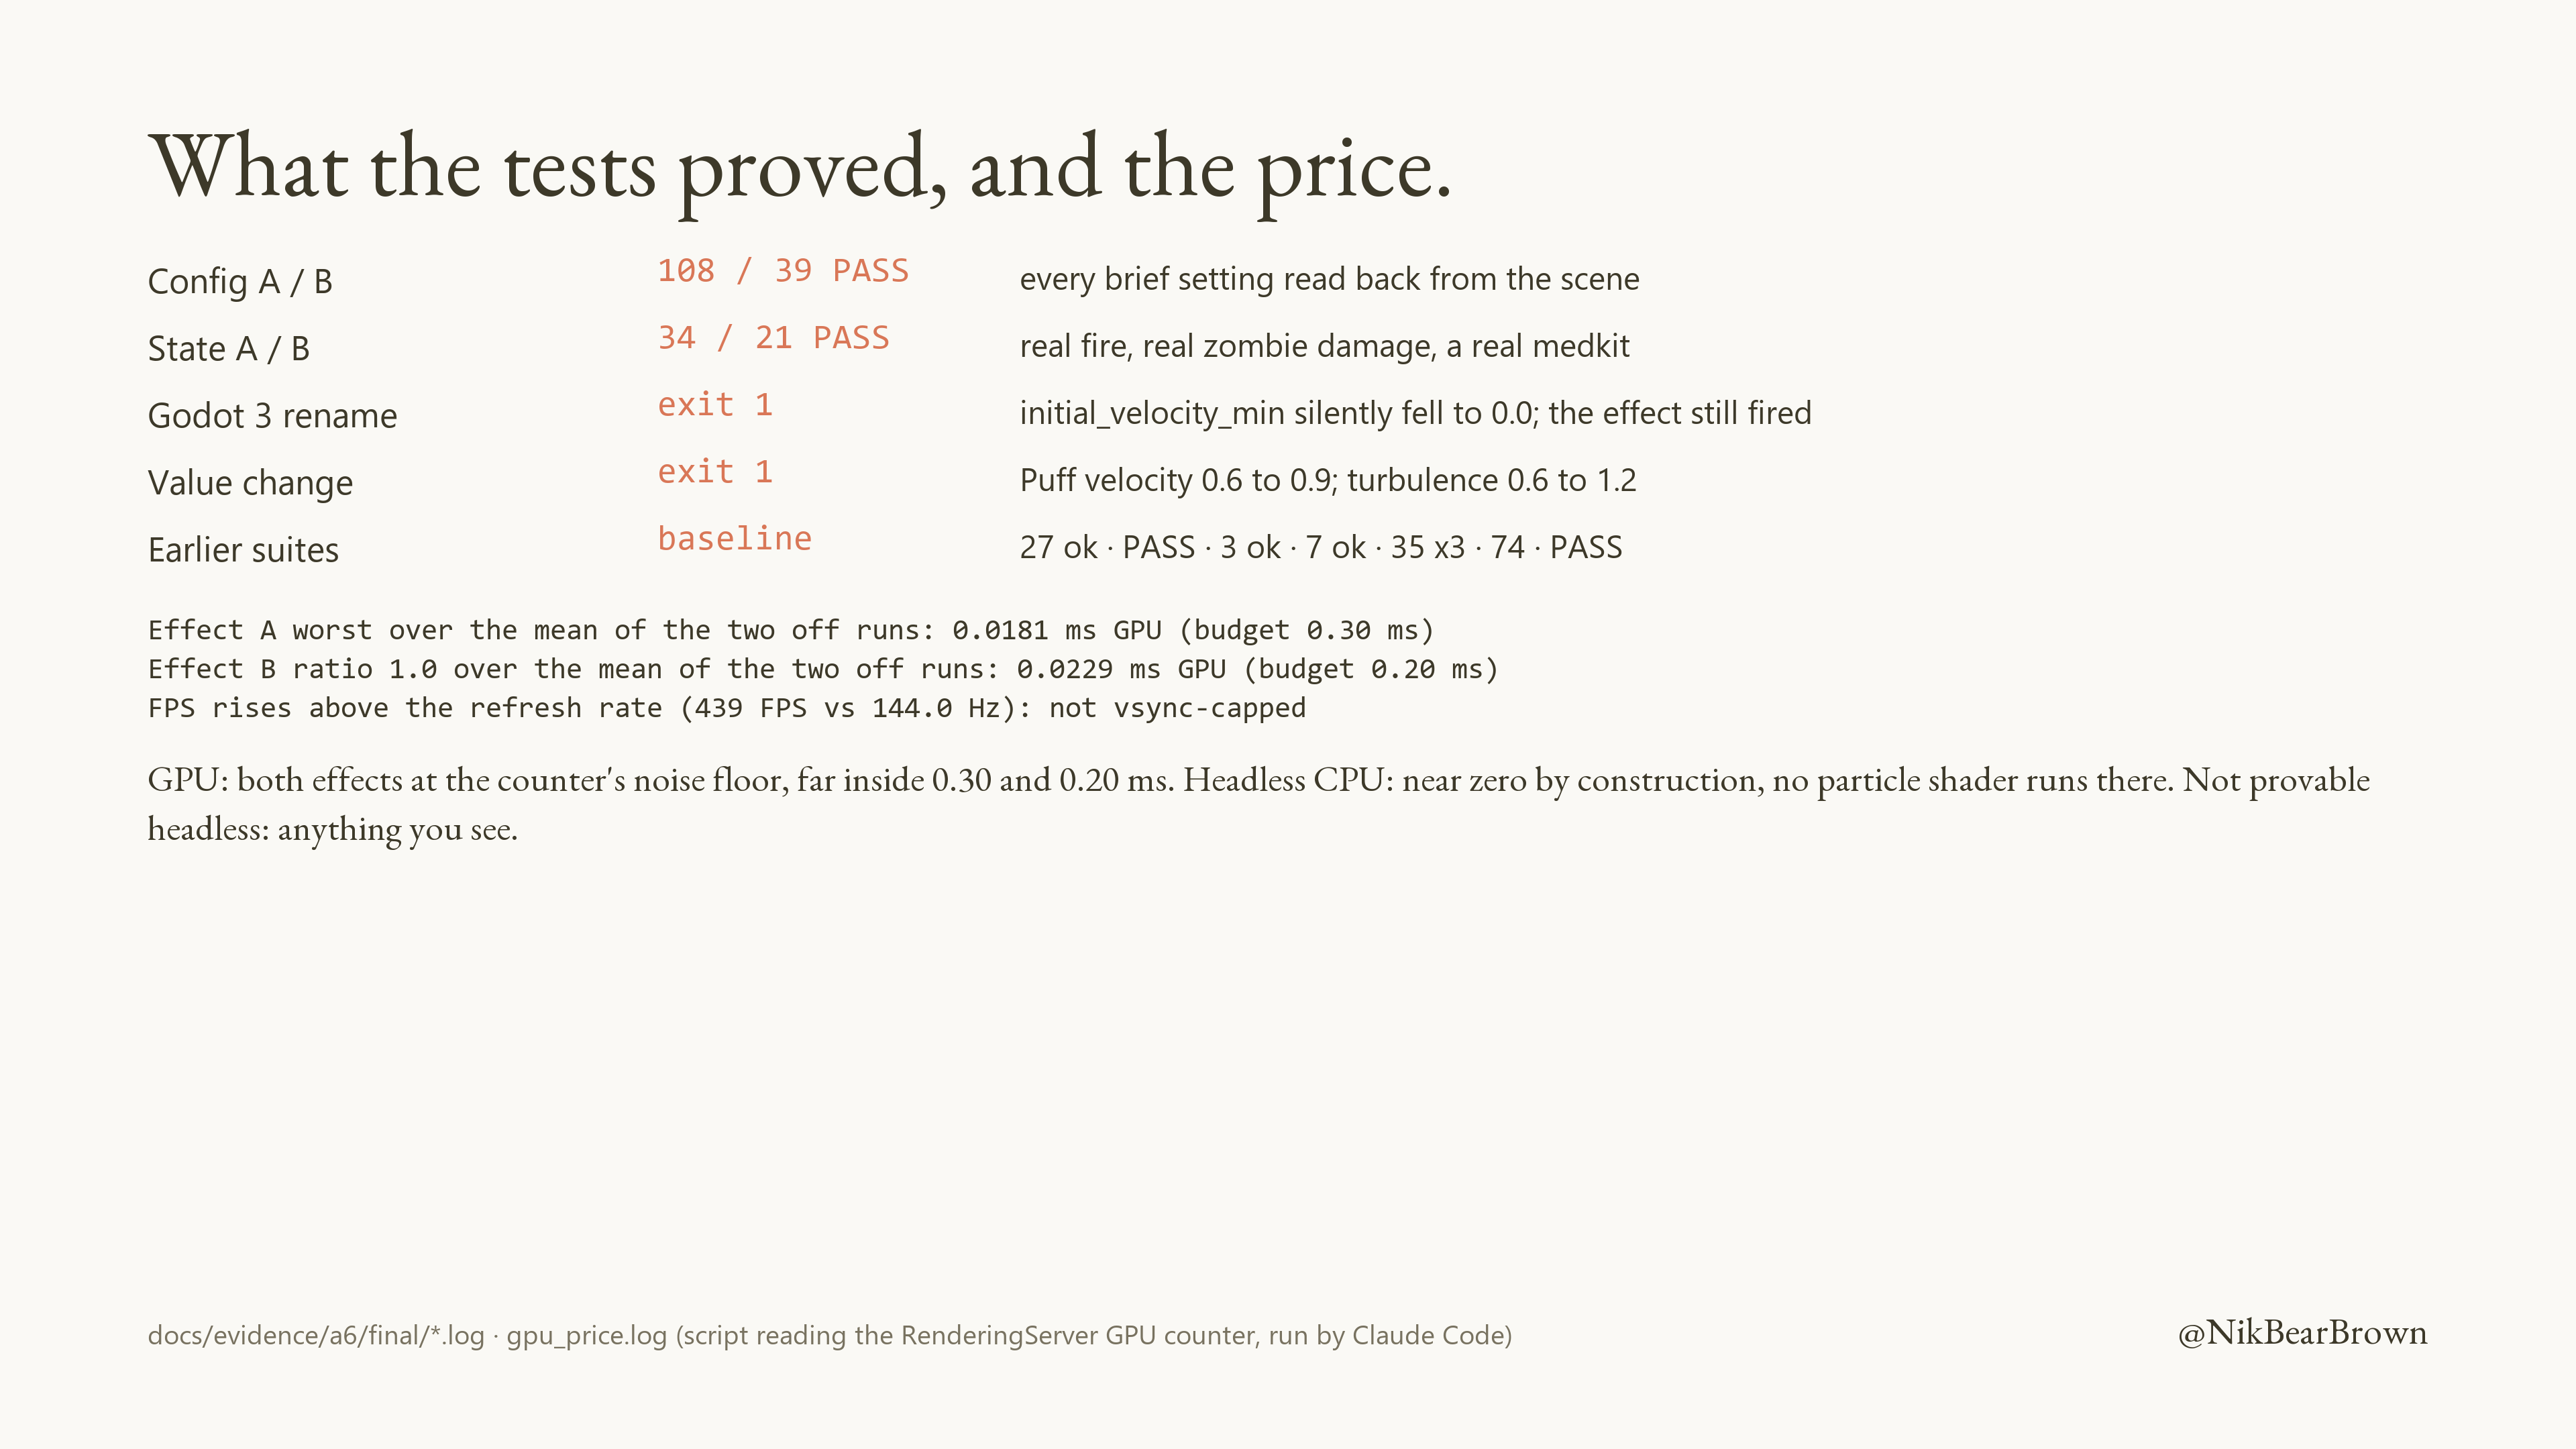 What the tests proved, and the price.
Config A / B 108 / 39 PASS every brief setting read back from the scene
State A / B 34 / 21 PASS real fire, real zombie damage, a real medkit
Godot 3 rename exit 1 initial_velocity_min silently fell to 0.0; the effect still fired
Value change exit 1 Puff velocity 0.6 to 0.9; turbulence 0.6 to 1.2
Earlier suites baseline 27 ok · PASS · 3 ok · 7 ok · 35 x3 · 74 · PASS
Effect A worst over the mean of the two off runs: 0.0181 ms GPU (budget 0.30 ms)
Effect B ratio 1.0 over the mean of the two off runs: 0.0229 ms GPU (budget 0.20 ms)
FPS rises above the refresh rate (439 FPS vs 144.0 Hz): not vsync-capped
GPU: both effects at the counter's noise floor, far inside 0.30 and 0.20 ms. Headless CPU: near zero by construction, no particle shader runs there. Not provable
headless: anything you see.
docs/evidence/a6/final/*.log · gpu_price.log (script reading the RenderingServer GPU counter, run by Claude Code)
@NikBearBrown